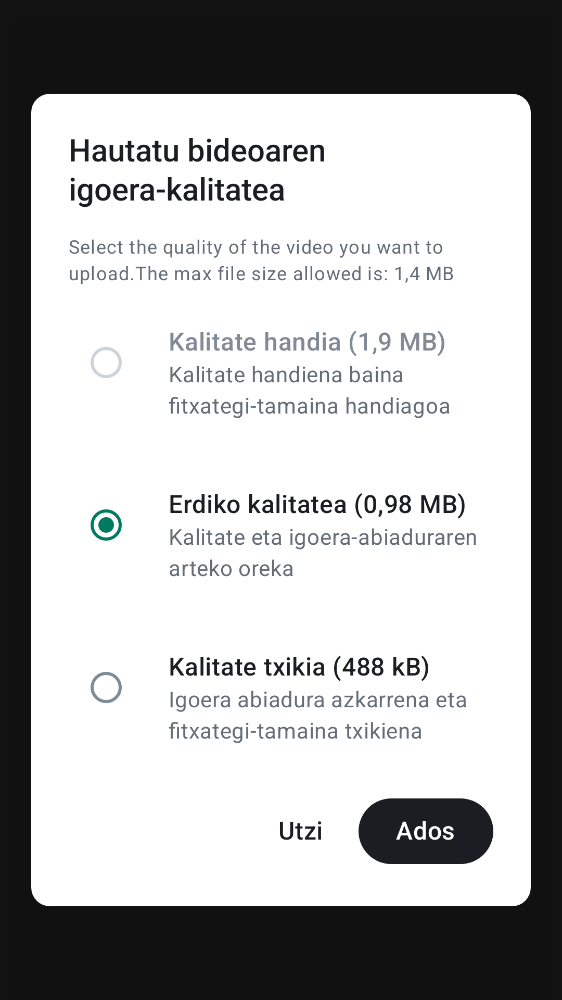 Hautatu bideoaren
igoera-kalitatea
Select the quality of the video you want to
upload.The max file size allowed is: 1,4 MB
Kalitate handia (1,9 MB)
Kalitate handiena baina
fitxategi-tamaina handiagoa
Erdiko kalitatea (0,98 MB)
Kalitate eta igoera-abiaduraren
arteko oreka
Kalitate txikia (488 kB)
Igoera abiadura azkarrena eta
fitxategi-tamaina txikiena
Utzi
Ados